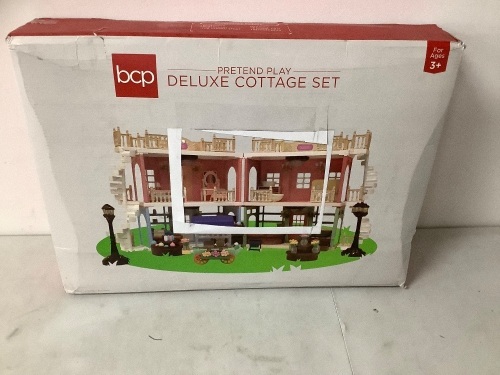 bcp
PRETEND PLAY
DELUXE COTTAGE SET
For
Ages
3+